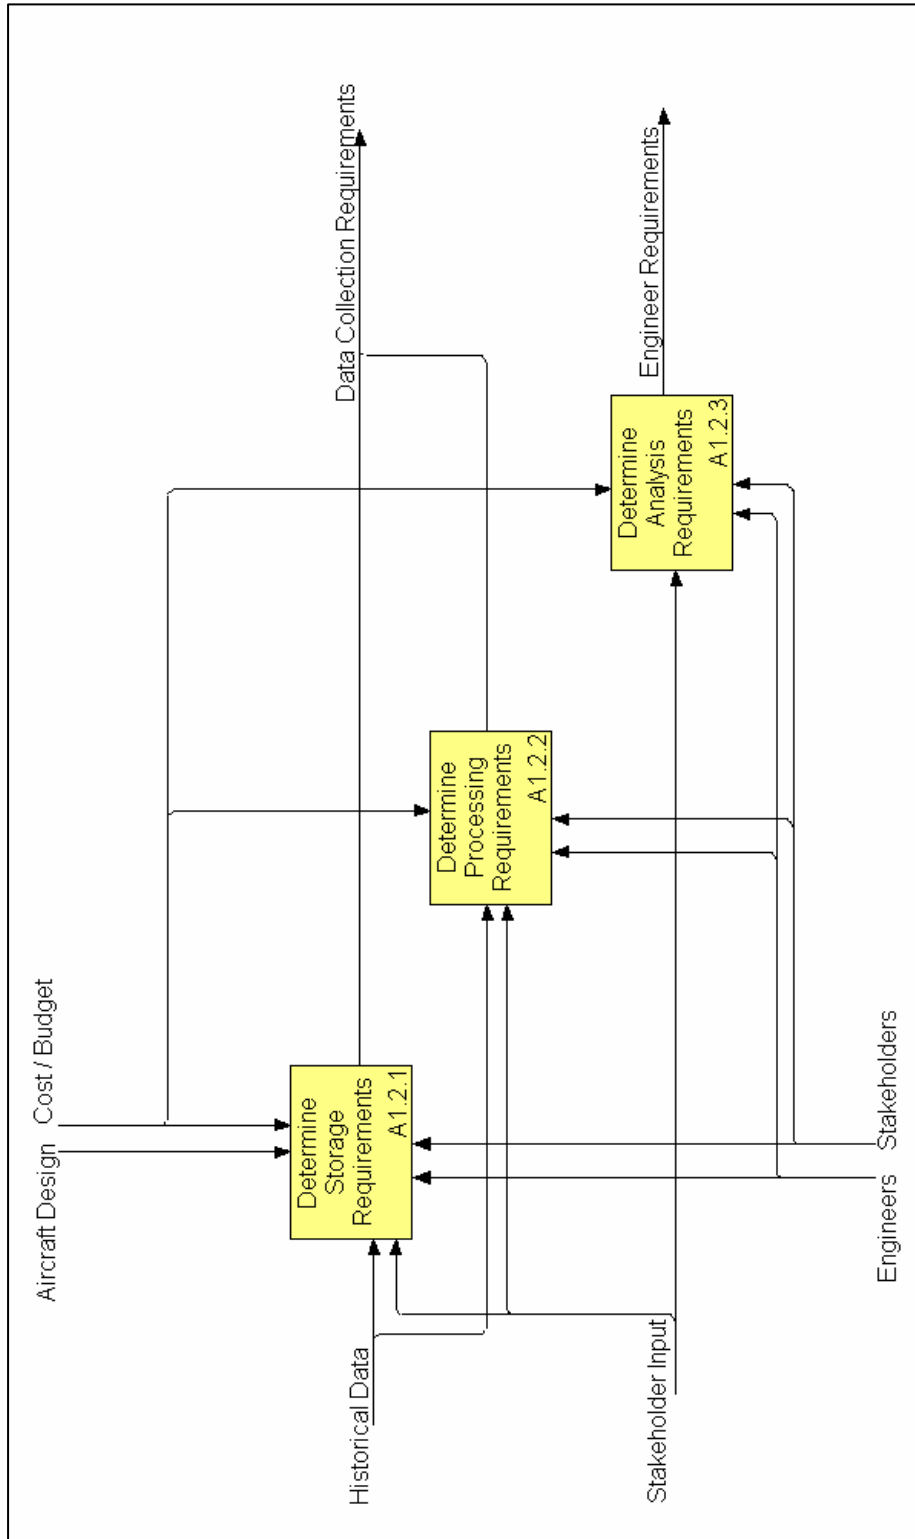 Aircraft Design
Cost / Budget
Historical Data
Stakeholder Input
Determine
Storage
Requirements
A1.2.1
Determine
Processing
Requirements
A1.2.2
Determine
Analysis
Requirements
A1.2.3
Data Collection Requirements
Engineer Requirements
Engineers
Stakeholders